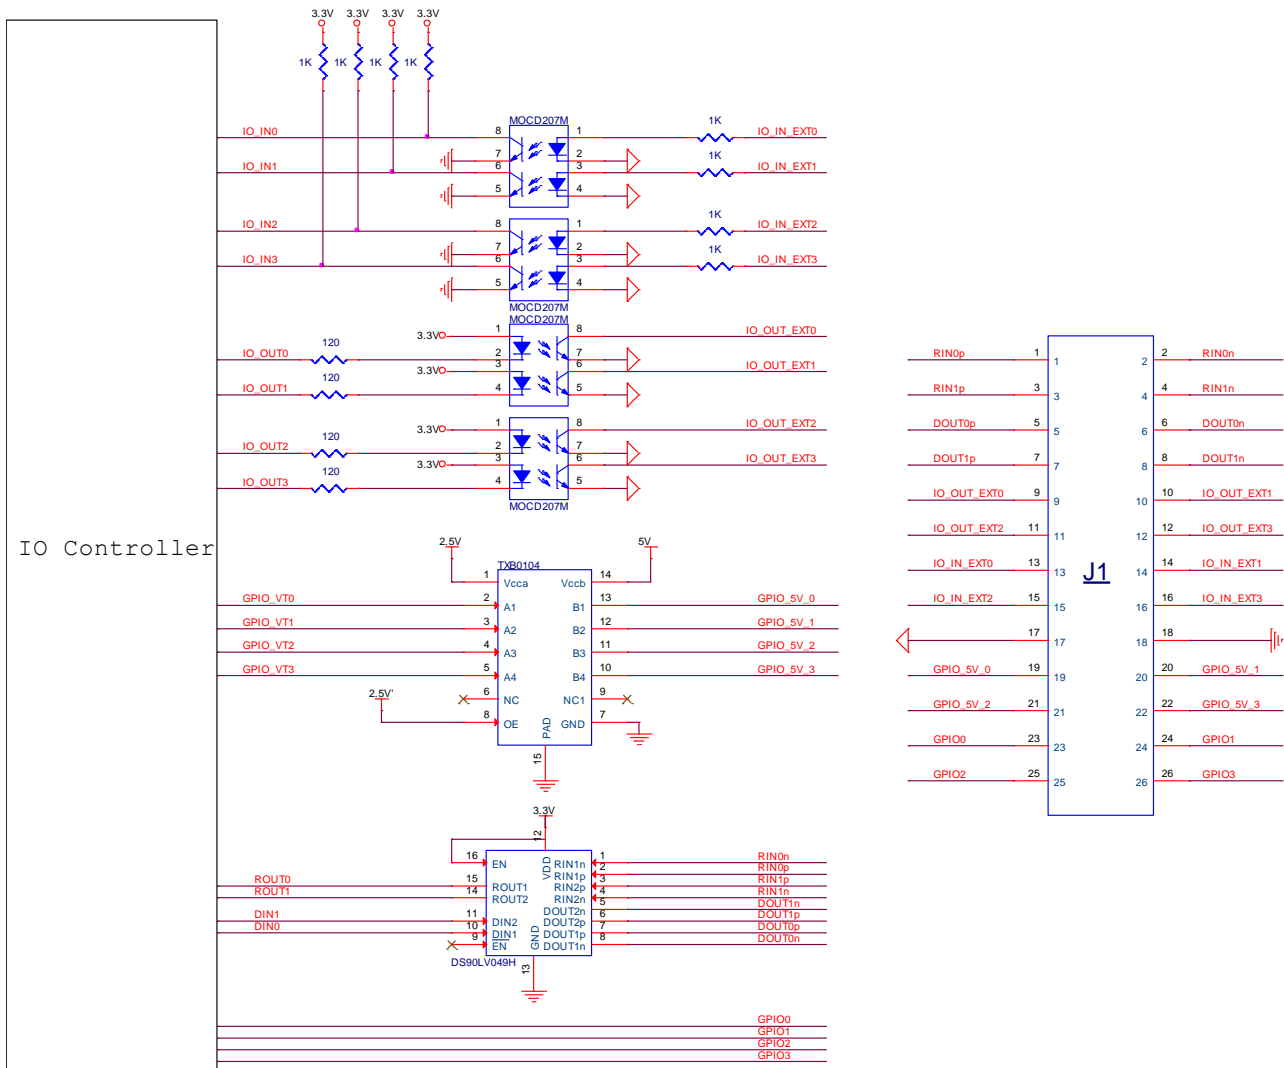 3.3V 3.3V 3.3V 3.3V
1K 1K 1K 1K
MOCD207M
IO_IN0 8 1 1K IO_IN_EXT0
7 2
IO_IN1 6 3 1K IO_IN_EXT1
5 4
IO_IN2 8 1 1K IO_IN_EXT2
7 2
IO_IN3 6 3 1K IO_IN_EXT3
5 4
MOCD207M
MOCD207M
3.3V 1 8 IO_OUT_EXT0
IO_OUT0 120 2 7
3.3V 3 6 IO_OUT_EXT1
IO_OUT1 120 4 5
3.3V 1 8 IO_OUT_EXT2
IO_OUT2 120 2 7
3.3V 3 6 IO_OUT_EXT3
IO_OUT3 120 4 5
MOCD207M
IO Controller
2.5V 5V
TXB0104
1 Vcca Vccb 14
GPIO_VT0 2 A1 B1 13 GPIO_5V_0
GPIO_VT1 3 A2 B2 12 GPIO_5V_1
GPIO_VT2 4 A3 B3 11 GPIO_5V_2
GPIO_VT3 5 A4 B4 10 GPIO_5V_3
6 NC NC1 9
2.5V' 8 OE PAD GND 7
15
3.3V
12
16 EN VDD RIN1n 1 RIN0n
RIN1p 2 RIN0p
ROUT0 15 ROUT1 RIN2p 3 RIN1p
ROUT1 14 ROUT2 RIN2n 4 RIN1n
DOUT2n 5 DOUT1n
DIN1 11 DIN2 DOUT2p 6 DOUT1p
DIN0 10 DIN1 DOUT1p 7 DOUT0p
9 EN GND DOUT1n 8 DOUT0n
DS90LV049H
13
GPIO0
GPIO1
GPIO2
GPIO3
J1
RIN0p 1 1 2 2 RIN0n
RIN1p 3 3 4 4 RIN1n
DOUT0p 5 5 6 6 DOUT0n
DOUT1p 7 7 8 8 DOUT1n
IO_OUT_EXT0 9 9 10 10 IO_OUT_EXT1
IO_OUT_EXT2 11 11 12 12 IO_OUT_EXT3
IO_IN_EXT0 13 13 14 14 IO_IN_EXT1
IO_IN_EXT2 15 15 16 16 IO_IN_EXT3
17 17 18 18
GPIO_5V_0 19 19 20 20 GPIO_5V_1
GPIO_5V_2 21 21 22 22 GPIO_5V_3
GPIO0 23 23 24 24 GPIO1
GPIO2 25 25 26 26 GPIO3